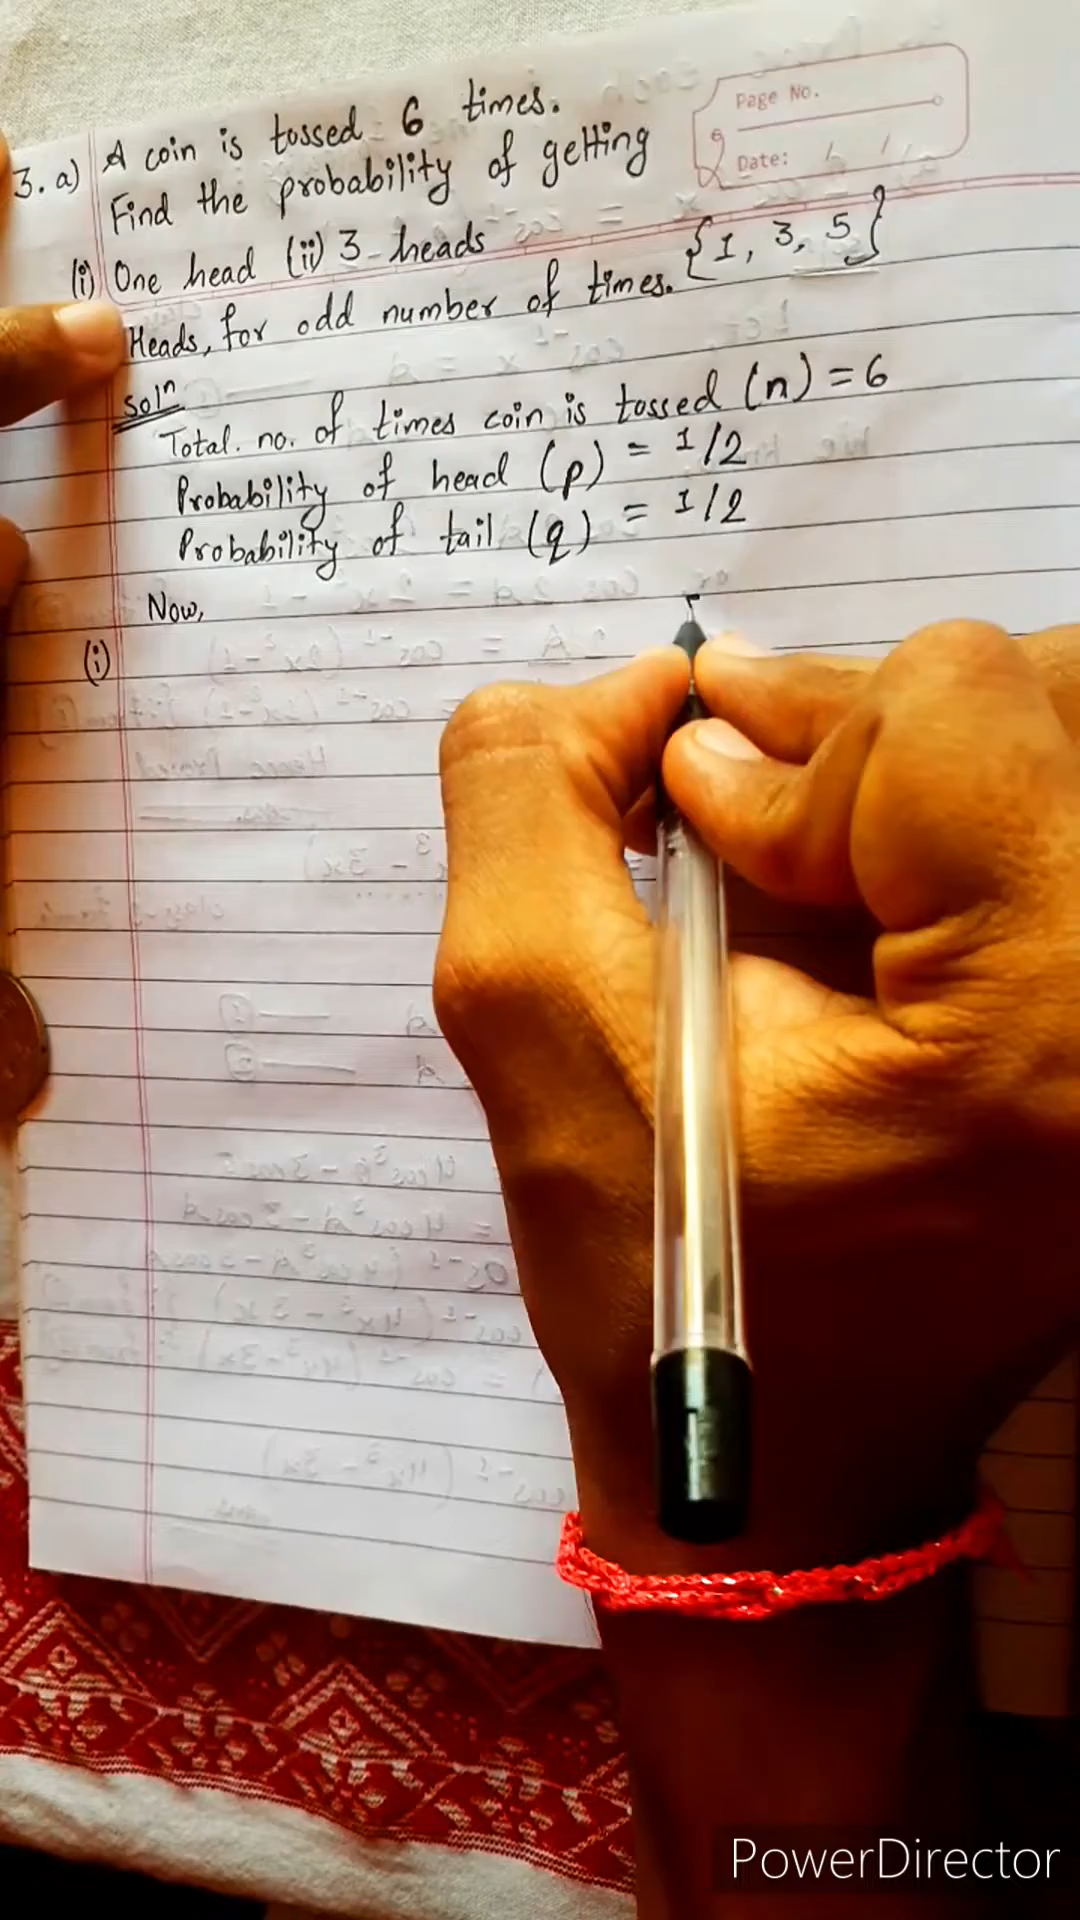 Page No.
Date:
3. a) A coin is tossed 6 times.
Find the probability of getting
(i) One head (ii) 3 heads
{1, 3, 5}
Heads, for odd number of times.
soln
Total. no. of times coin is tossed (n) = 6
Probability of head (p) = 1/2
Probability of tail (q) = 1/2
Now,
(i)
PowerDirector